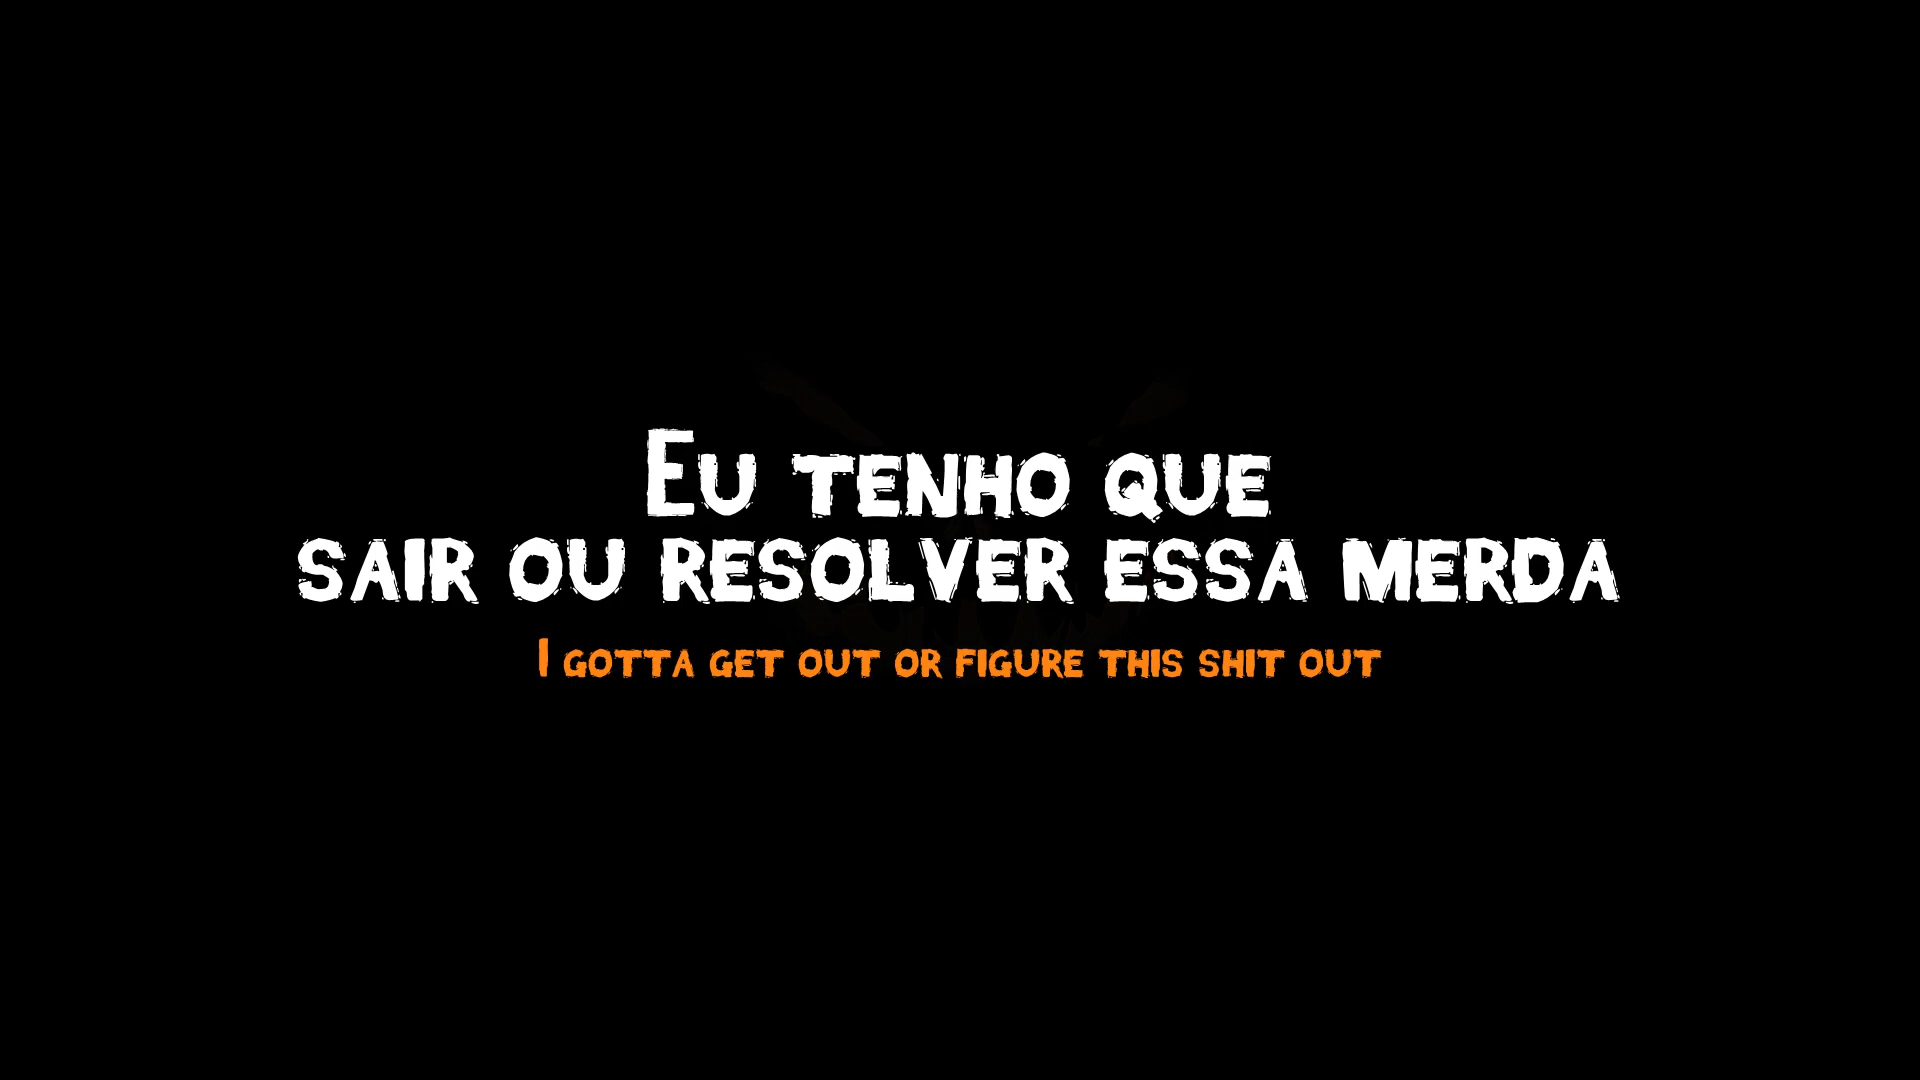 Eu tenho que
sair ou resolver essa merda
I gotta get out or figure this shit out